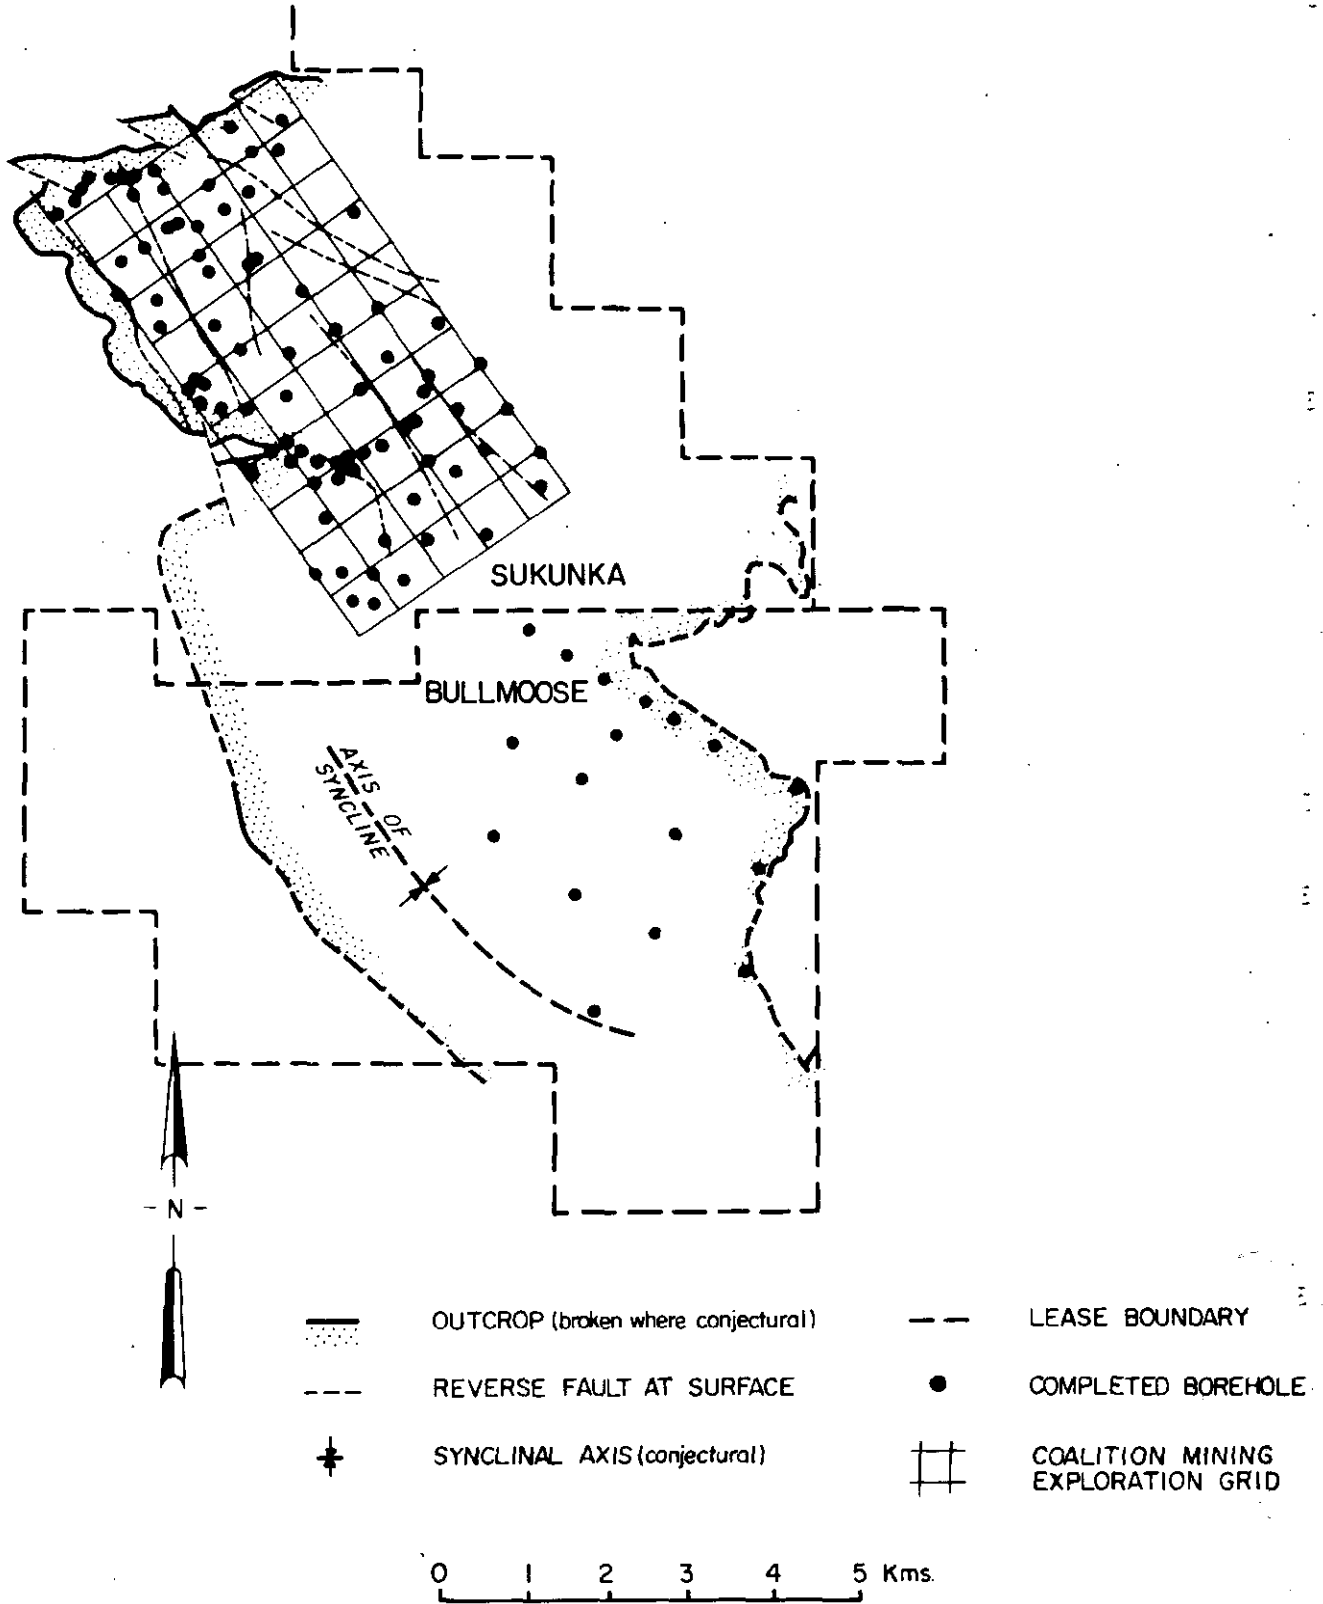 SUKUNKA
BULLMOOSE
AXIS OF
SYNCLINE
- N -
OUTCROP (broken where conjectural)
REVERSE FAULT AT SURFACE
SYNCLINAL AXIS (conjectural)
LEASE BOUNDARY
COMPLETED BOREHOLE
COALITION MINING
EXPLORATION GRID
0 1 2 3 4 5 Kms.